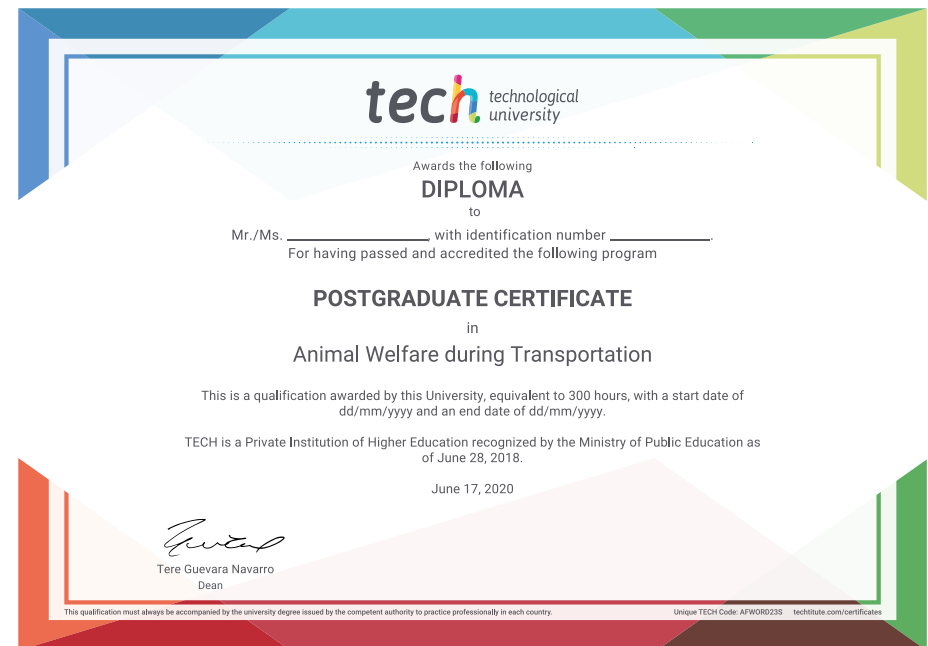 tech technological
university
Awards the following
DIPLOMA
to
Mr./Ms. ____________, with identification number _________.
For having passed and accredited the following program
POSTGRADUATE CERTIFICATE
in
Animal Welfare during Transportation
This is a qualification awarded by this University, equivalent to 300 hours, with a start date of
dd/mm/yyyy and an end date of dd/mm/yyyy.
TECH is a Private Institution of Higher Education recognized by the Ministry of Public Education as
of June 28, 2018.
June 17, 2020
Tere Guevara Navarro
Dean
This qualification must always be accompanied by the university degree issued by the competent authority to practice professionally in each country. Unique TECH Code: AFWORD23S techtitute.com/certificates